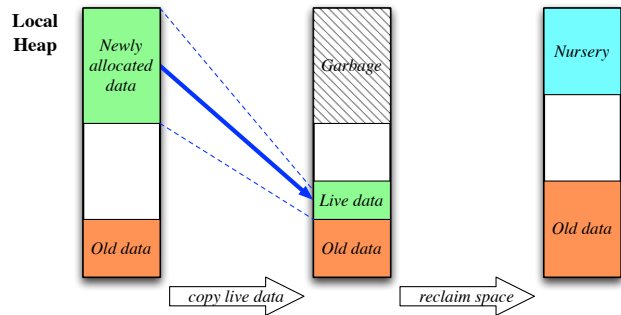 Local
Heap
Newly
allocated
data
Old data
Garbage
Live data
Old data
Nursery
Old data
copy live data
reclaim space